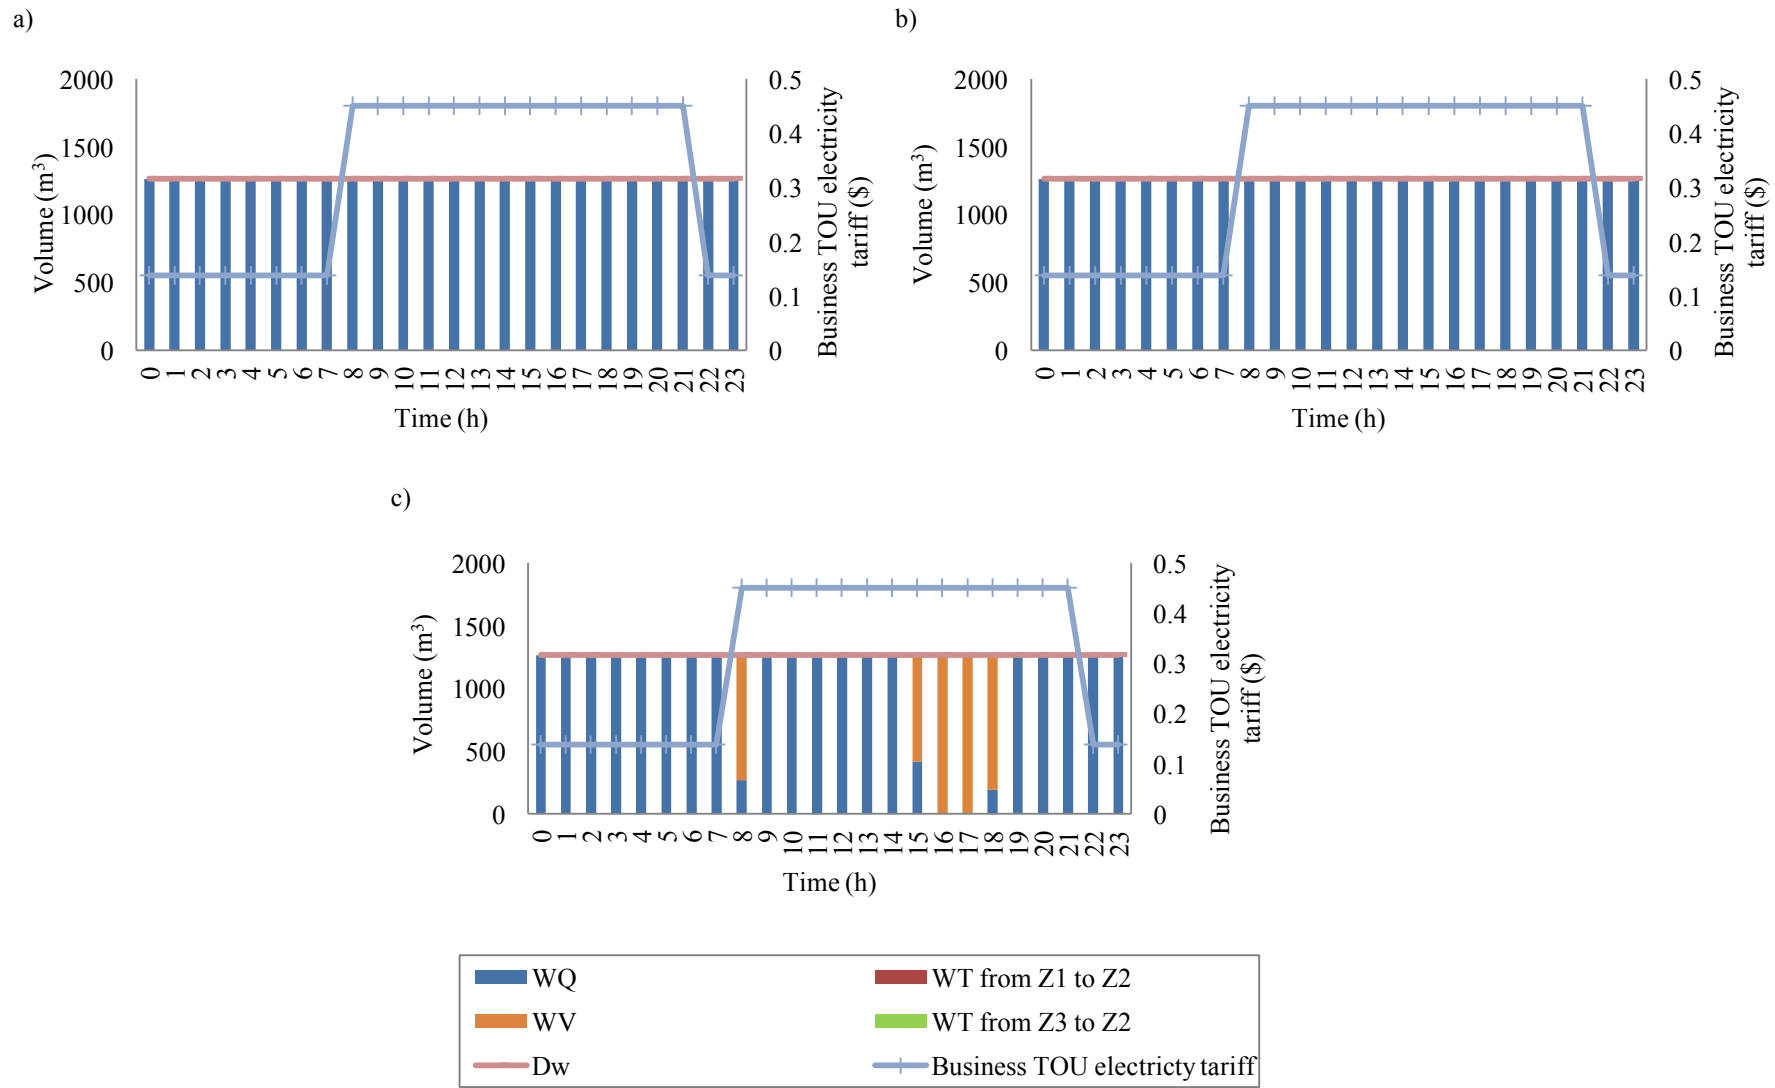 a)
2000
1500
1000
500
0
Volume (m³)
0.5
0.4
0.3
0.2
0.1
0
Business TOU electricity
tariff ($)
0 1 2 3 4 5 6 7 8 9 10 11 12 13 14 15 16 17 18 19 20 21 22 23
Time (h)
b)
2000
1500
1000
500
0
Volume (m³)
0.5
0.4
0.3
0.2
0.1
0
Business TOU electricity
tariff ($)
0 1 2 3 4 5 6 7 8 9 10 11 12 13 14 15 16 17 18 19 20 21 22 23
Time (h)
c)
2000
1500
1000
500
0
Volume (m³)
0.5
0.4
0.3
0.2
0.1
0
Business TOU electricity
tariff ($)
0 1 2 3 4 5 6 7 8 9 10 11 12 13 14 15 16 17 18 19 20 21 22 23
Time (h)
WQ
WT from Z1 to Z2
WV
WT from Z3 to Z2
Dw
Business TOU electricty tariff